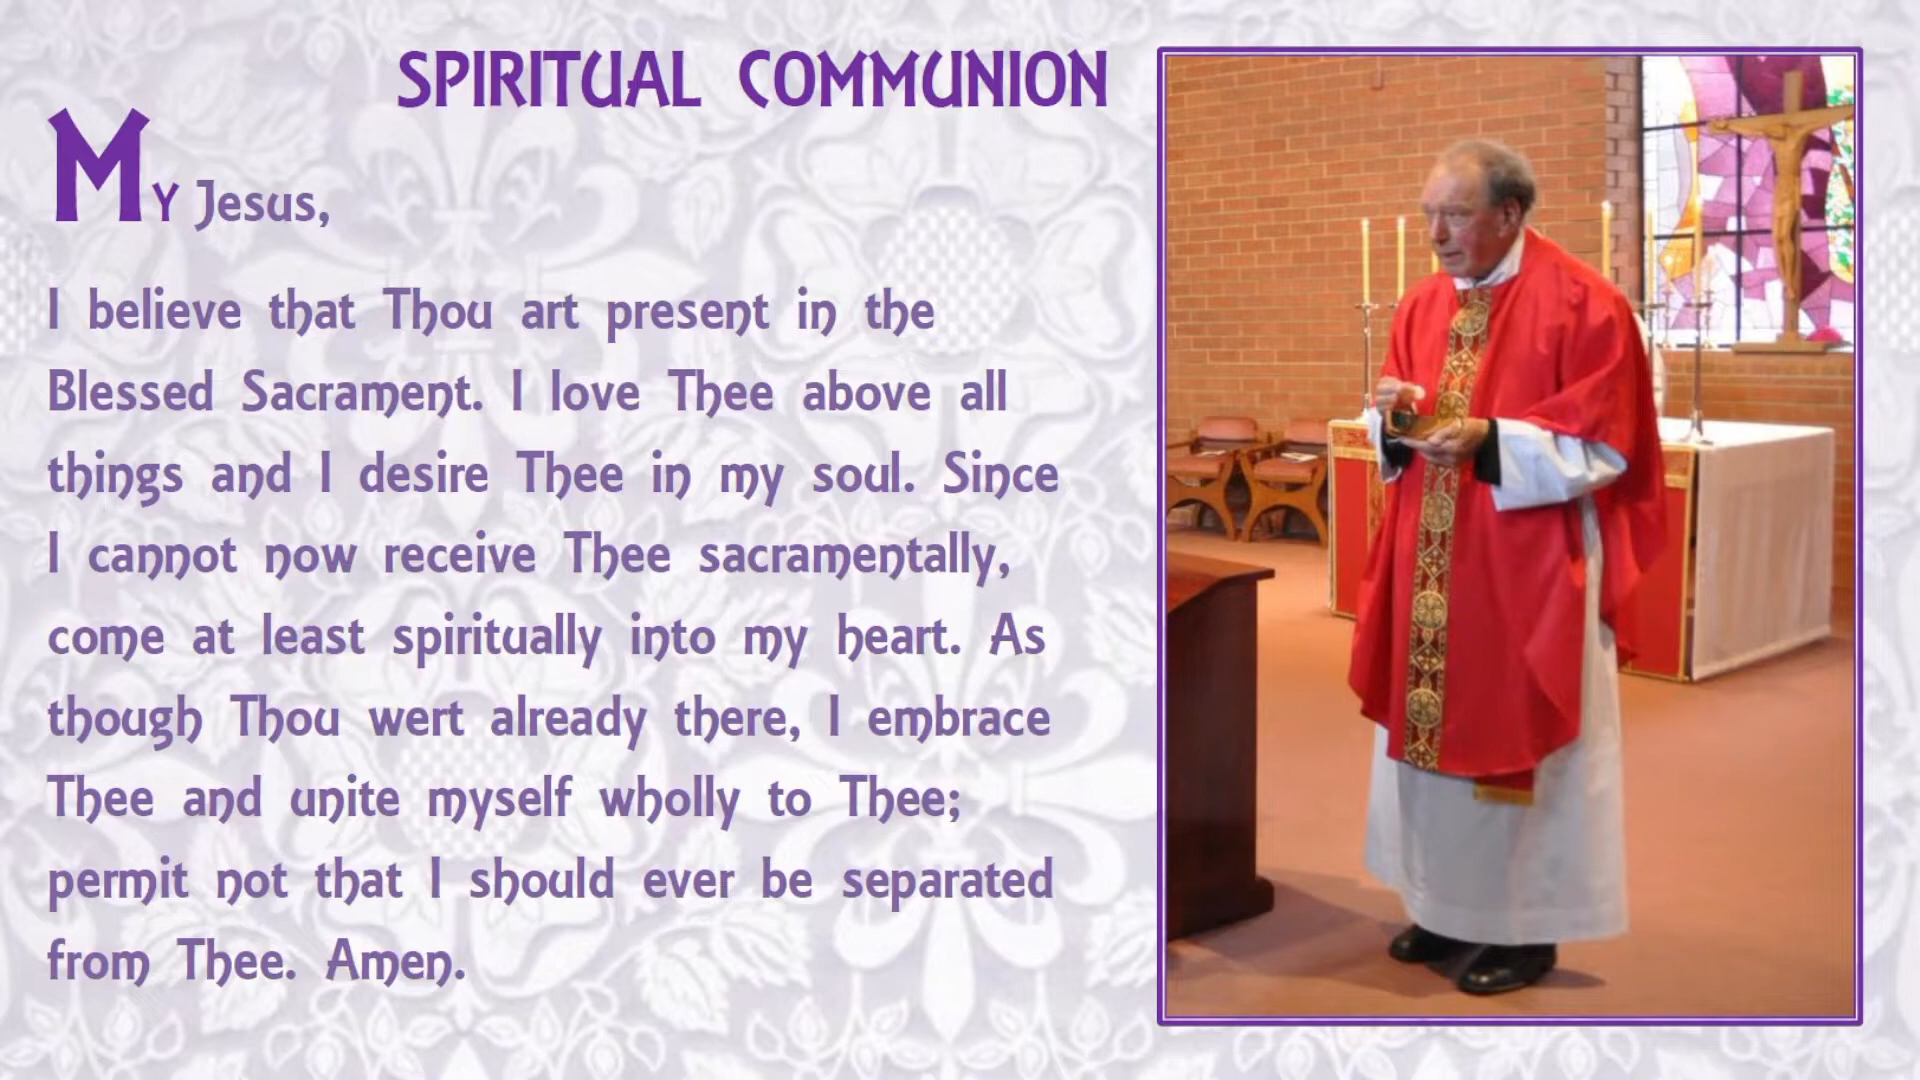 SPIRITUAL COMMUNION
My Jesus,
I believe that Thou art present in the
Blessed Sacrament. I love Thee above all
things and I desire Thee in my soul. Since
I cannot now receive Thee sacramentally,
come at least spiritually into my heart. As
though Thou wert already there, I embrace
Thee and unite myself wholly to Thee;
permit not that I should ever be separated
from Thee. Amen.